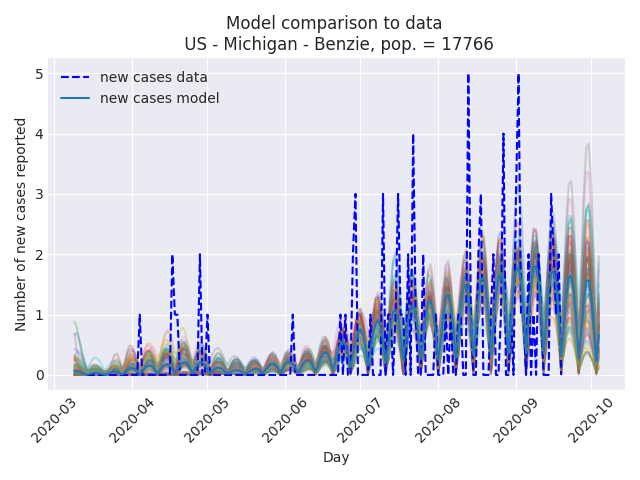 Model comparison to data
US - Michigan - Benzie, pop. = 17766
new cases data
new cases model
Number of new cases reported
5
4
3
2
1
0
2020-03
2020-04
2020-05
2020-06
2020-07
2020-08
2020-09
2020-10
Day